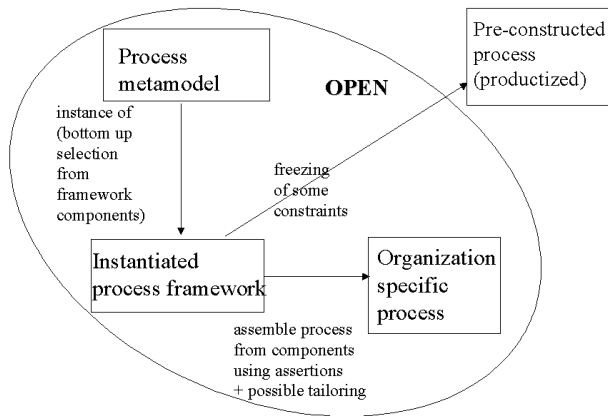 Process
metamodel
OPEN
Pre-constructed
process
(productized)
instance of
(bottom up
selection
from
framework
components)
freezing
of some
constraints
Instantiated
process framework
Organization
specific
process
assemble process
from components
using assertions
+ possible tailoring